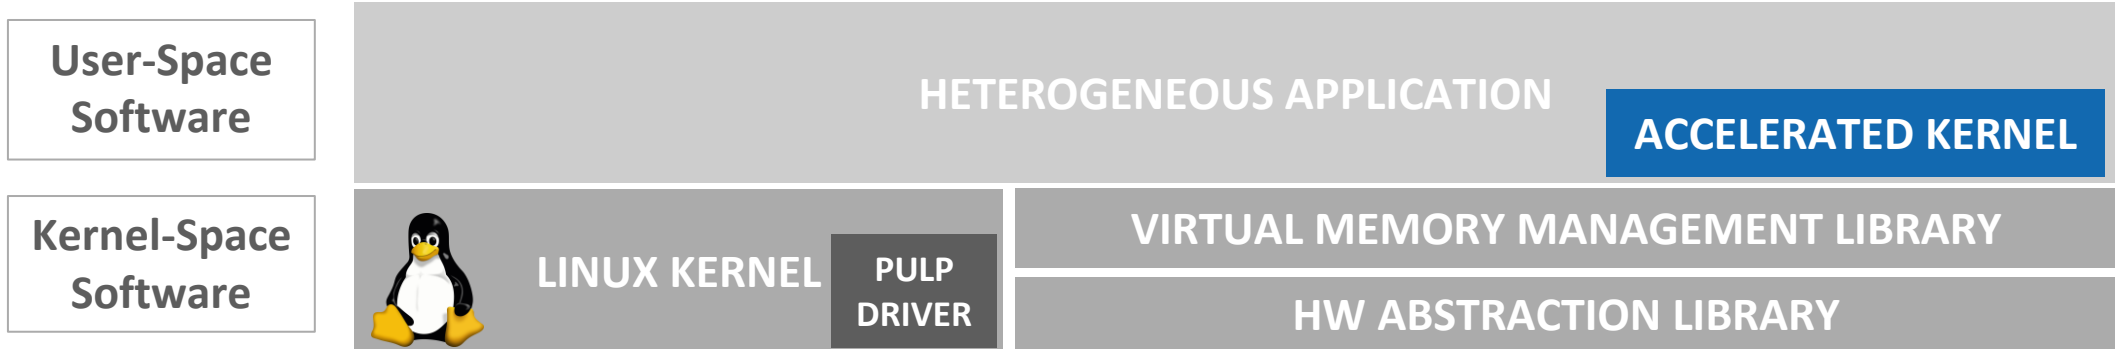 User-Space
Software
HETEROGENEOUS APPLICATION
ACCELERATED KERNEL
Kernel-Space
Software
LINUX KERNEL
PULP
DRIVER
VIRTUAL MEMORY MANAGEMENT LIBRARY
HW ABSTRACTION LIBRARY